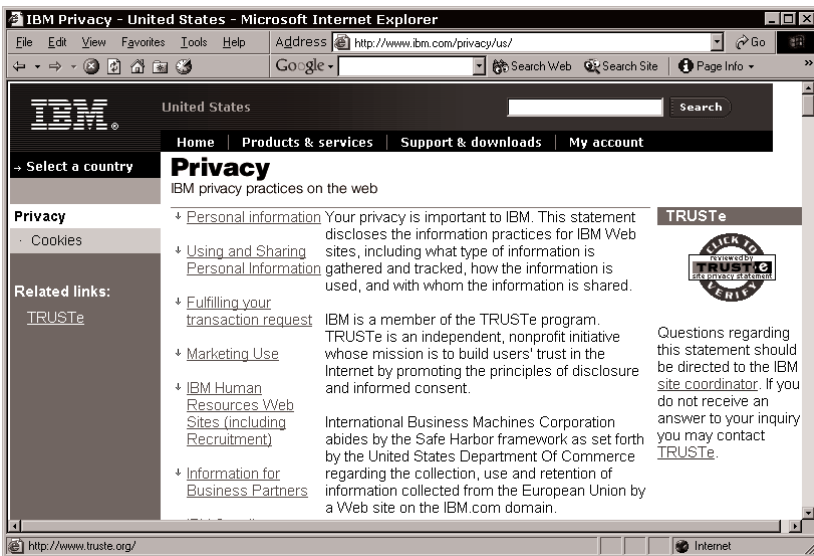 IBM Privacy - United States - Microsoft Internet Explorer
File Edit View Favorites Tools Help Address http://www.ibm.com/privacy/us/ Go
Google Search Web Search Site Page Info »
IBM®
United States
Search
Home Products & services Support & downloads My account
→ Select a country
Privacy
IBM privacy practices on the web
Privacy
· Cookies
Related links:
TRUSTe
Personal information
Using and Sharing
Personal Information
Fulfilling your
transaction request
Marketing Use
IBM Human
Resources Web
Sites (including
Recruitment)
Information for
Business Partners
Your privacy is important to IBM. This statement
discloses the information practices for IBM Web
sites, including what type of information is
gathered and tracked, how the information is
used, and with whom the information is shared.
IBM is a member of the TRUSTe program.
TRUSTe is an independent, nonprofit initiative
whose mission is to build users' trust in the
Internet by promoting the principles of disclosure
and informed consent.
International Business Machines Corporation
abides by the Safe Harbor framework as set forth
by the United States Department Of Commerce
regarding the collection, use and retention of
information collected from the European Union by
a Web site on the IBM.com domain.
TRUSTe
CLICK TO
reviewed by
TRUSTe
site privacy statement
VERIFY
Questions regarding
this statement should
be directed to the IBM
site coordinator. If you
do not receive an
answer to your inquiry
you may contact
TRUSTe.
http://www.truste.org/ Internet